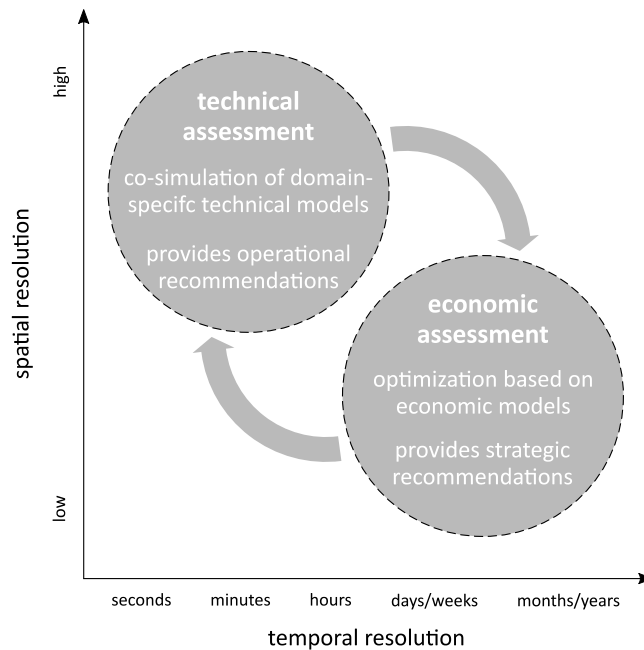 high
spatial resolution
low
technical
assessment
co-simulation of domain-
specifc technical models
provides operational
recommendations
economic
assessment
optimization based on
economic models
provides strategic
recommendations
seconds
minutes
hours
days/weeks
months/years
temporal resolution